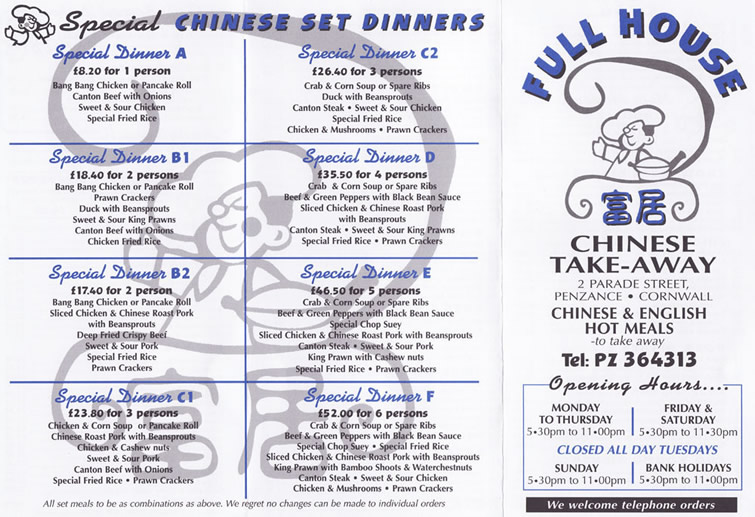 Special CHINESE SET DINNERS
Special Dinner A
£8.20 for 1 person
Bang Bang Chicken or Pancake Roll
Canton Beef with Onions
Sweet & Sour Chicken
Special Fried Rice
Special Dinner B1
£18.40 for 2 persons
Bang Bang Chicken or Pancake Roll
Prawn Crackers
Duck with Beansprouts
Sweet & Sour King Prawns
Canton Beef with Onions
Chicken Fried Rice
Special Dinner B2
£17.40 for 2 person
Bang Bang Chicken or Pancake Roll
Sliced Chicken & Chinese Roast Pork
with Beansprouts
Deep Fried Crispy Beef
Sweet & Sour Pork
Special Fried Rice
Prawn Crackers
Special Dinner C1
£23.80 for 3 persons
Chicken & Corn Soup or Pancake Roll
Chinese Roast Pork with Beansprouts
Chicken & Cashew nuts
Sweet & Sour Pork
Canton Beef with Onions
Special Fried Rice • Prawn Crackers
Special Dinner C2
£26.40 for 3 persons
Crab & Corn Soup or Spare Ribs
Duck with Beansprouts
Canton Steak • Sweet & Sour Chicken
Special Fried Rice
Chicken & Mushrooms • Prawn Crackers
Special Dinner D
£35.50 for 4 persons
Crab & Corn Soup or Spare Ribs
Beef & Green Peppers with Black Bean Sauce
Sliced Chicken & Chinese Roast Pork
with Beansprouts
Canton Steak • Sweet & Sour King Prawns
Special Fried Rice • Prawn Crackers
Special Dinner E
£46.50 for 5 persons
Crab & Corn Soup or Spare Ribs
Beef & Green Peppers with Black Bean Sauce
Special Chop Suey
Sliced Chicken & Chinese Roast Pork with Beansprouts
Canton Steak • Sweet & Sour Pork
King Prawn with Cashew nuts
Special Fried Rice • Prawn Crackers
Special Dinner F
£52.00 for 6 persons
Crab & Corn Soup or Spare Ribs
Beef & Green Peppers with Black Bean Sauce
Special Chop Suey • Special Fried Rice
Sliced Chicken & Chinese Roast Pork with Beansprouts
King Prawn with Bamboo Shoots & Waterchestnuts
Canton Steak • Sweet & Sour Chicken
Chicken & Mushrooms • Prawn Crackers
富居
All set meals to be as combinations as above. We regret no changes can be made to individual orders
FULL HOUSE
富居
CHINESE
TAKE-AWAY
2 PARADE STREET,
PENZANCE • CORNWALL
CHINESE & ENGLISH
HOT MEALS
-to take away
Tel: PZ 364313
Opening Hours....
MONDAY
TO THURSDAY
5•30pm to 11•00pm
FRIDAY &
SATURDAY
5•30pm to 11•30pm
CLOSED ALL DAY TUESDAYS
SUNDAY
5•30pm to 11•00pm
BANK HOLIDAYS
5•30pm to 11•00pm
We welcome telephone orders